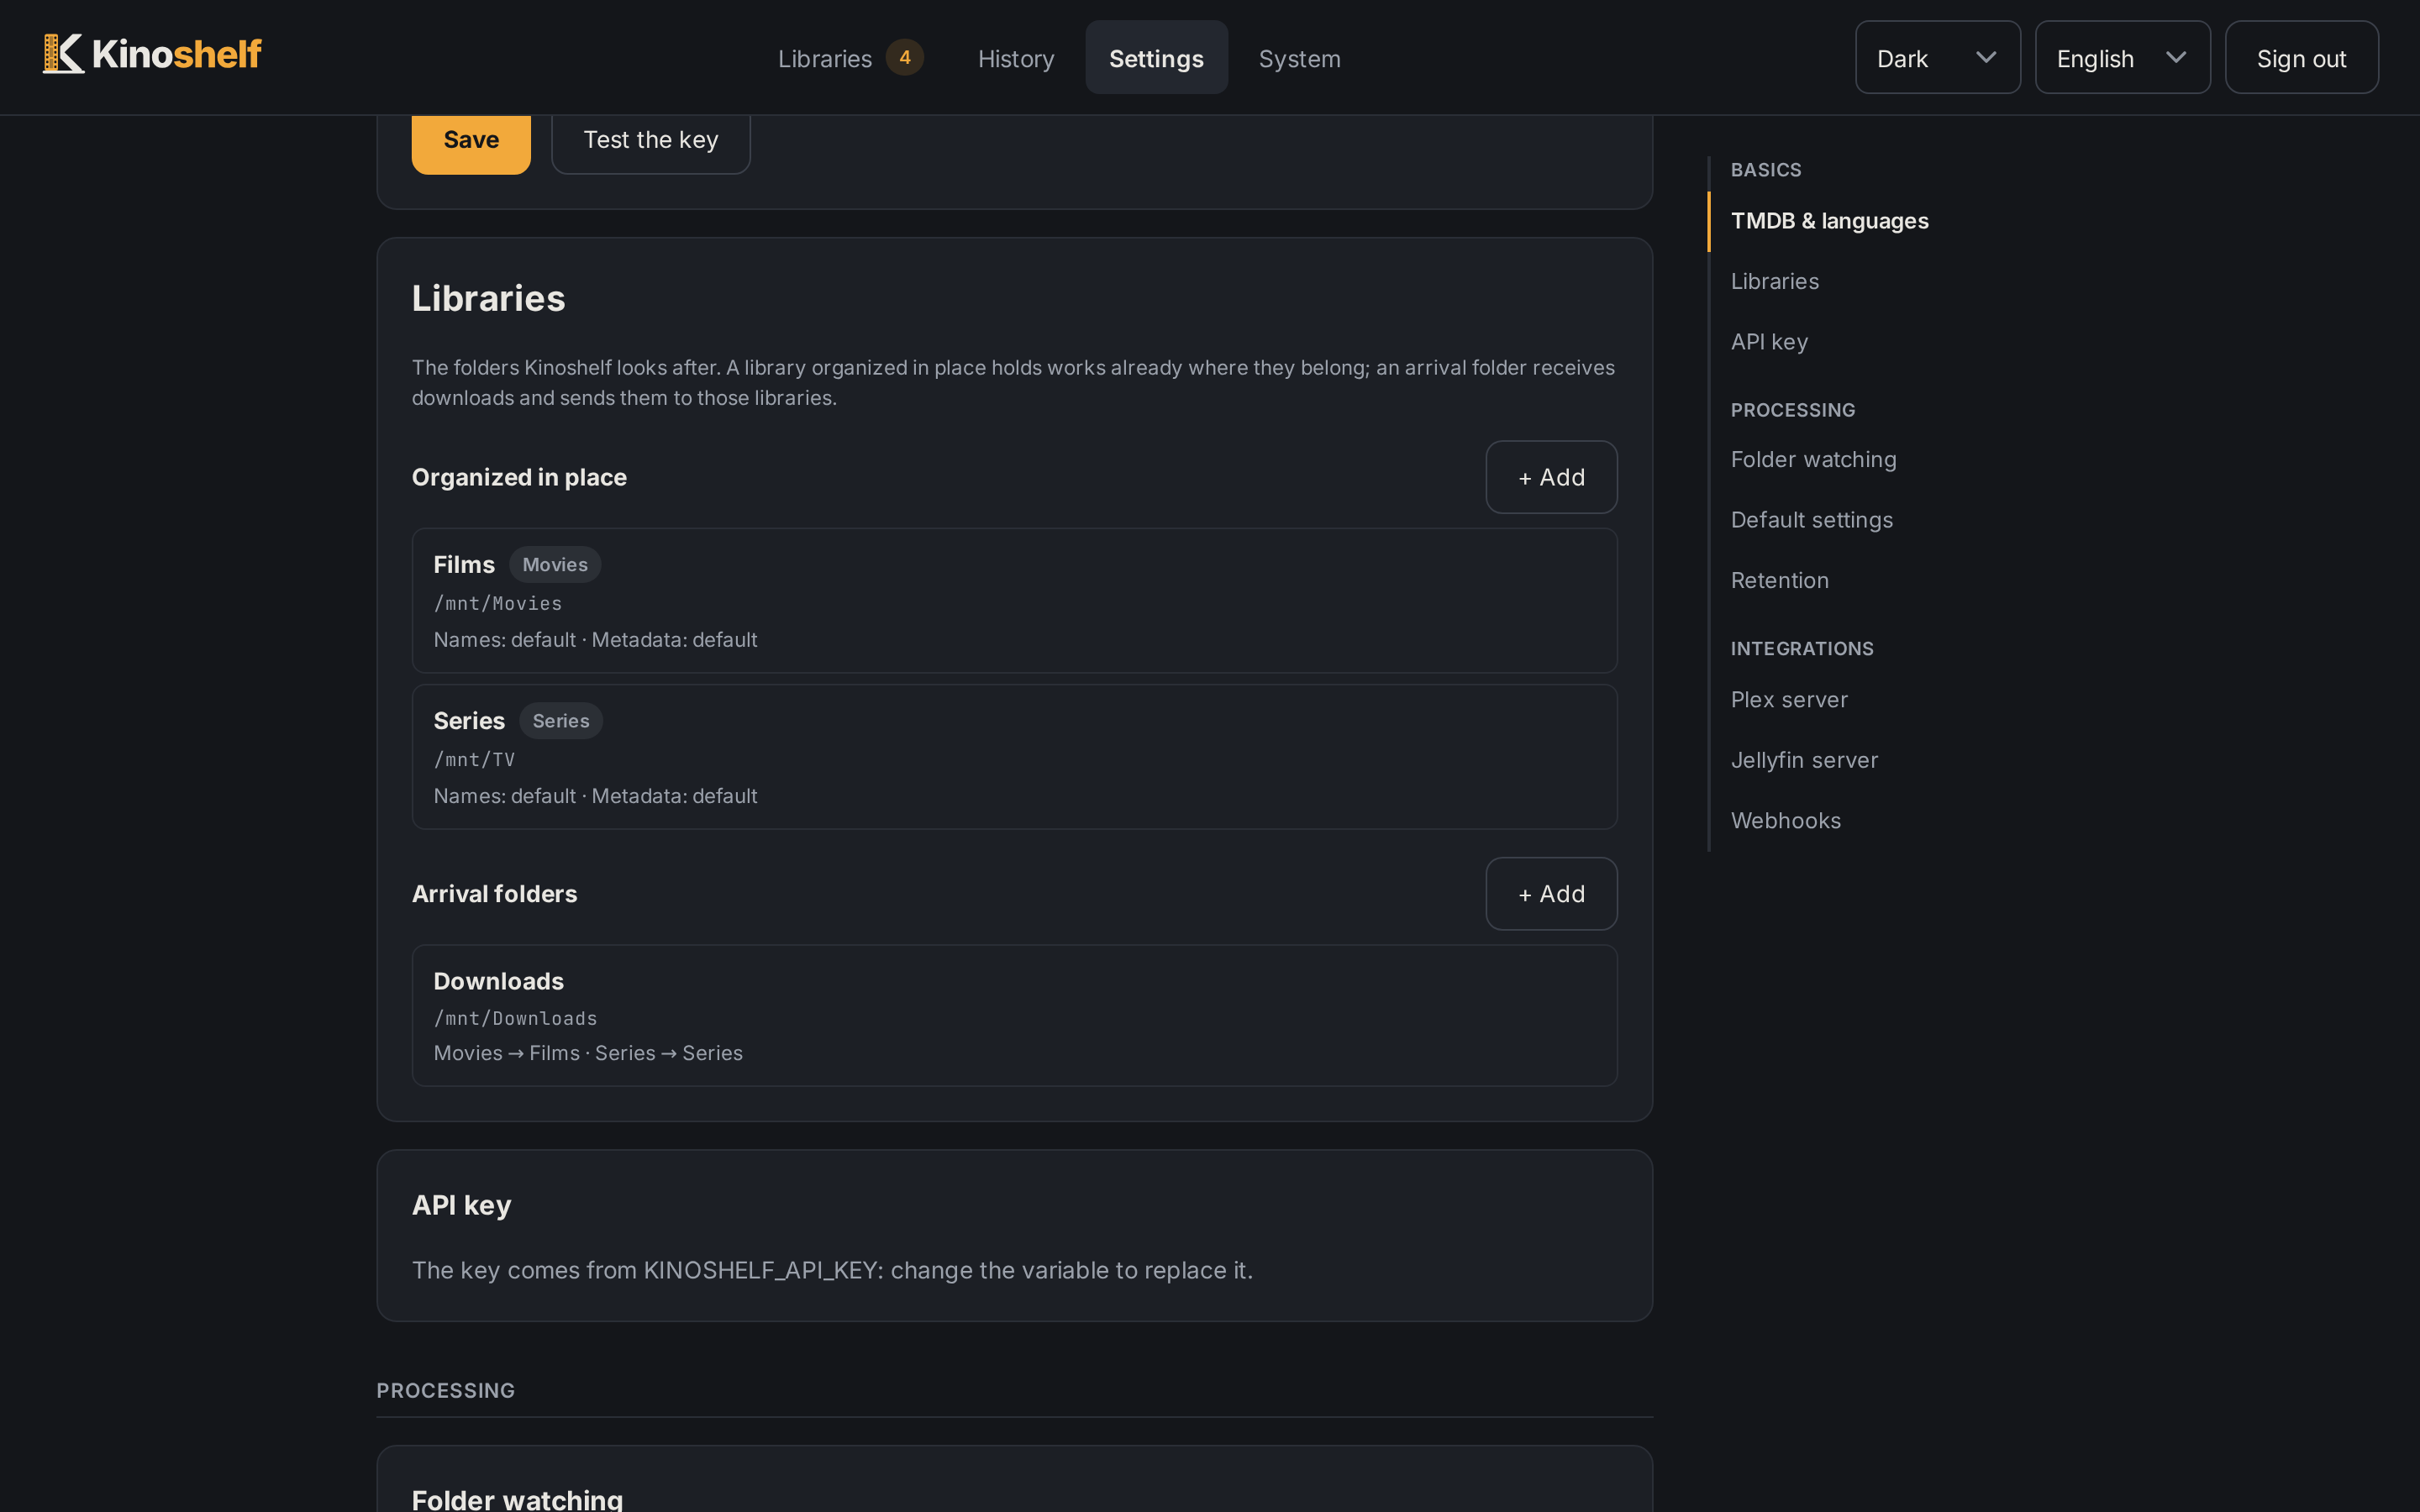 Kinoshelf
Libraries 4
History
Settings
System
Dark
English
Sign out
Save
Test the key
Libraries
The folders Kinoshelf looks after. A library organized in place holds works already where they belong; an arrival folder receives
downloads and sends them to those libraries.
Organized in place
+ Add
Films Movies
/mnt/Movies
Names: default · Metadata: default
Series Series
/mnt/TV
Names: default · Metadata: default
Arrival folders
+ Add
Downloads
/mnt/Downloads
Movies → Films · Series → Series
API key
The key comes from KINOSHELF_API_KEY: change the variable to replace it.
PROCESSING
Folder watching
BASICS
TMDB & languages
Libraries
API key
PROCESSING
Folder watching
Default settings
Retention
INTEGRATIONS
Plex server
Jellyfin server
Webhooks